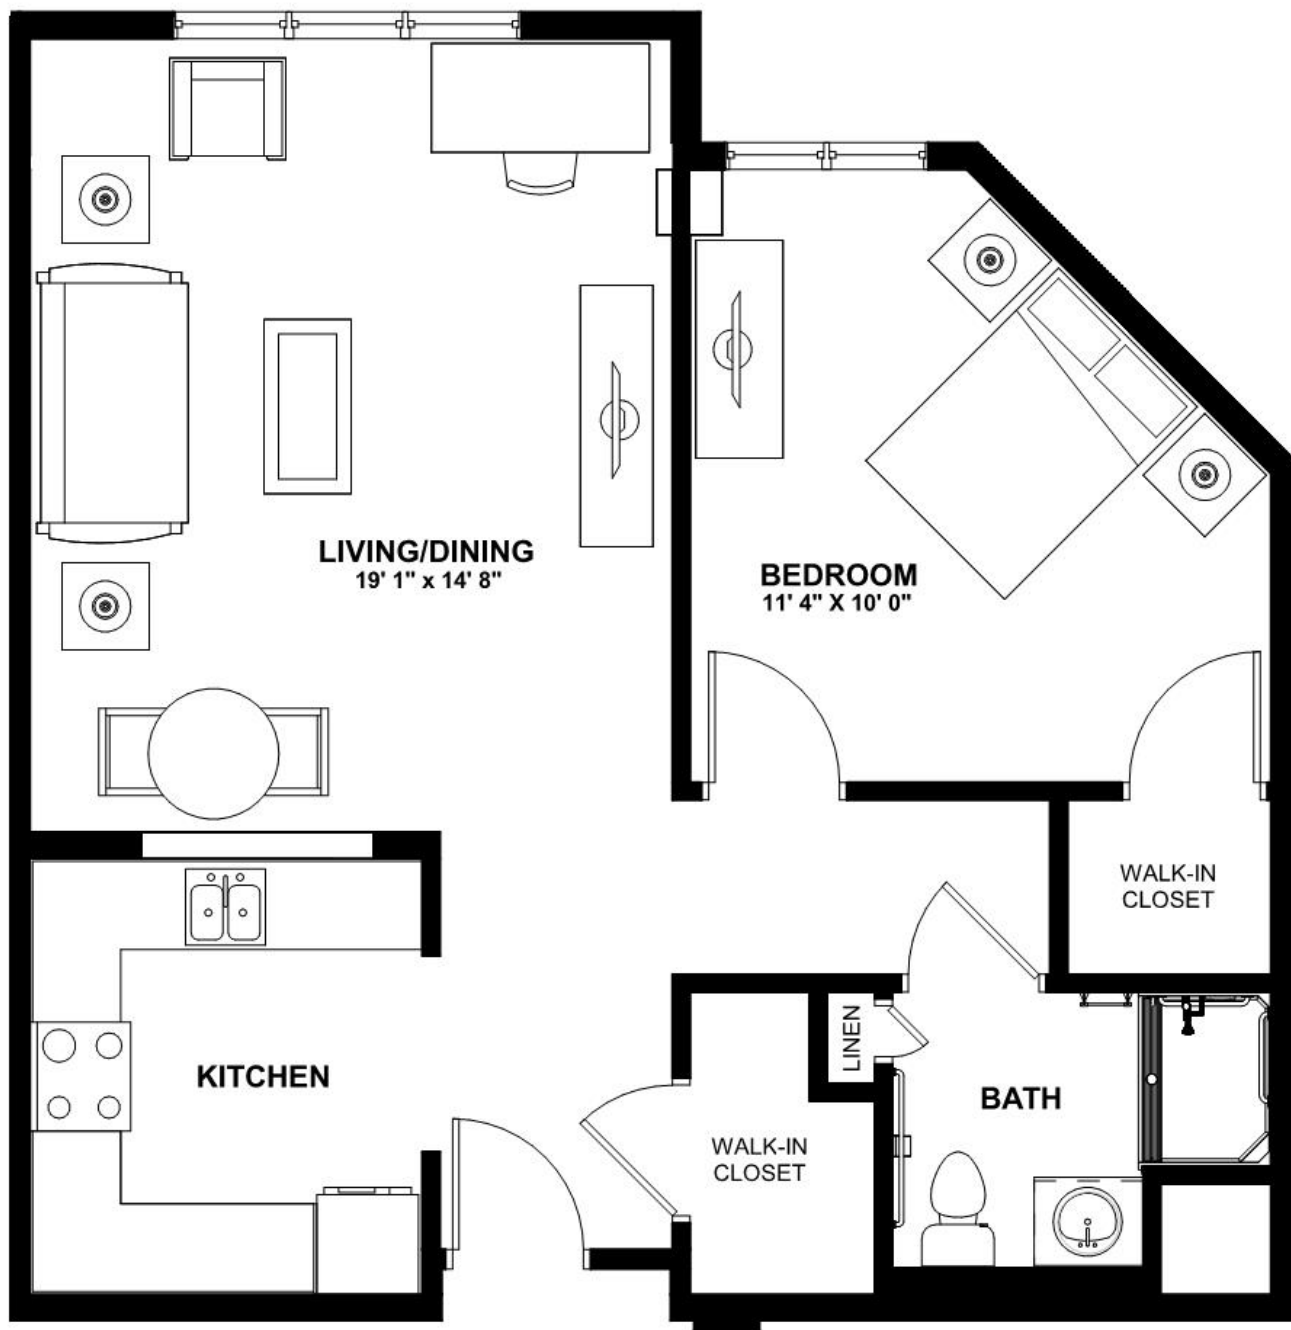 LIVING/DINING
19' 1" x 14' 8"
BEDROOM
11' 4" X 10' 0"
WALK-IN
CLOSET
LINEN
KITCHEN
BATH
WALK-IN
CLOSET